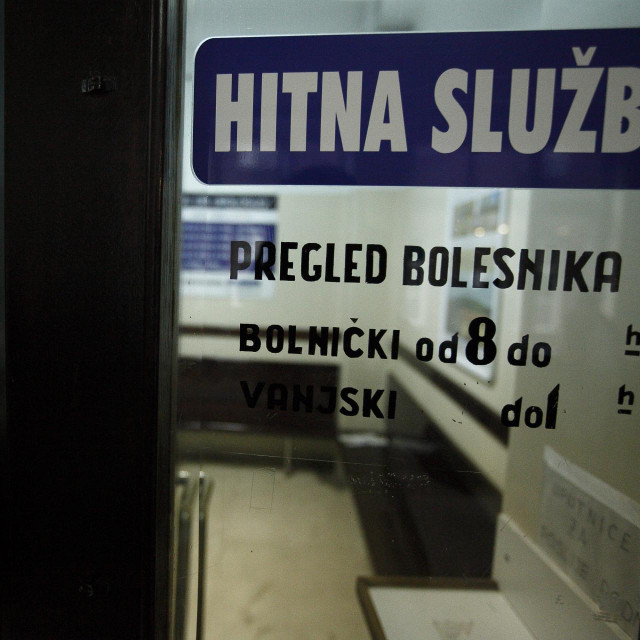 HITNA SLUŽB
PREGLED BOLESNIKA
BOLNIČKI od 8 do h
VANJSKI do 1 h